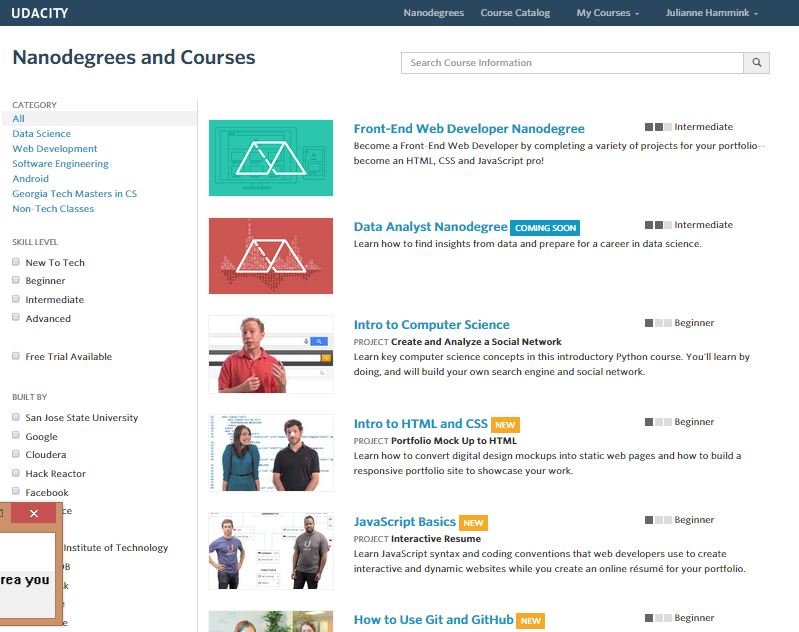 UDACITY
Nanodegrees Course Catalog My Courses Julianne Hammink
Nanodegrees and Courses
Search Course Information
CATEGORY
All
Data Science
Web Development
Software Engineering
Android
Georgia Tech Masters in CS
Non-Tech Classes
SKILL LEVEL
New To Tech
Beginner
Intermediate
Advanced
Free Trial Available
BUILT BY
San Jose State University
Google
Cloudera
Hack Reactor
Facebook
Institute of Technology
rea you
Front-End Web Developer Nanodegree
Intermediate
Become a Front-End Web Developer by completing a variety of projects for your portfolio--
become an HTML, CSS and JavaScript pro!
Data Analyst Nanodegree COMING SOON
Intermediate
Learn how to find insights from data and prepare for a career in data science.
Intro to Computer Science
Beginner
PROJECT Create and Analyze a Social Network
Learn key computer science concepts in this introductory Python course. You'll learn by
doing, and will build your own search engine and social network.
Intro to HTML and CSS NEW
Beginner
PROJECT Portfolio Mock Up to HTML
Learn how to convert digital design mockups into static web pages and how to build a
responsive portfolio site to showcase your work.
JavaScript Basics NEW
Beginner
PROJECT Interactive Resume
Learn JavaScript syntax and coding conventions that web developers use to create
interactive and dynamic websites while you create an online résumé for your portfolio.
How to Use Git and GitHub NEW
Beginner